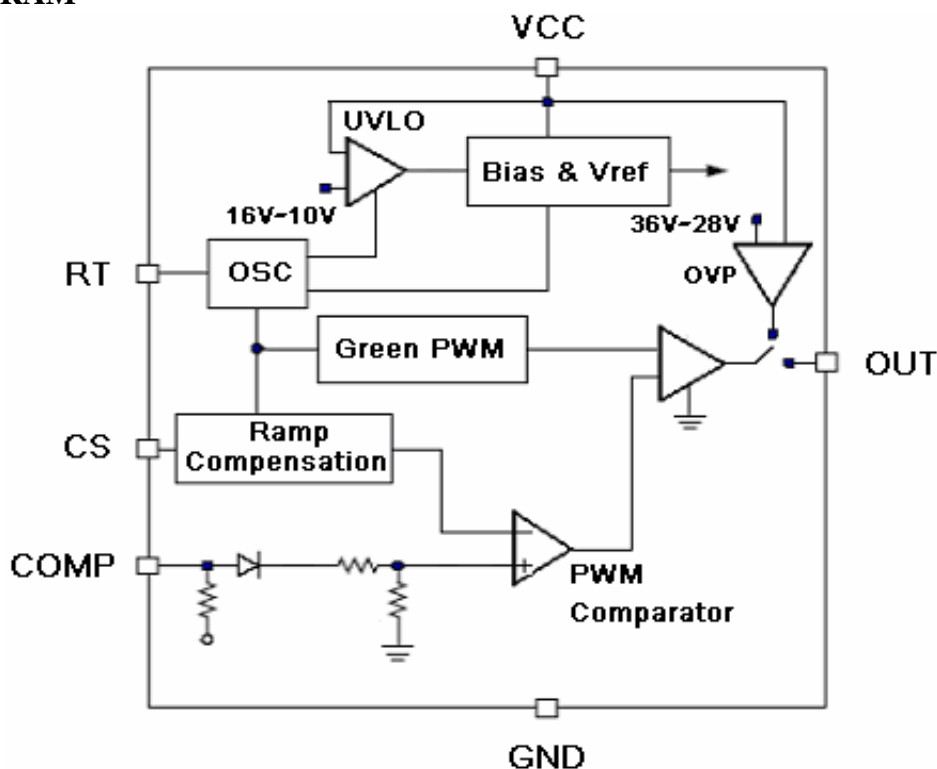 VCC
UVLO
Bias & Vref
16V~10V
36V~28V
RT
OSC
OVP
Green PWM
OUT
CS
Ramp
Compensation
COMP
PWM
Comparator
GND